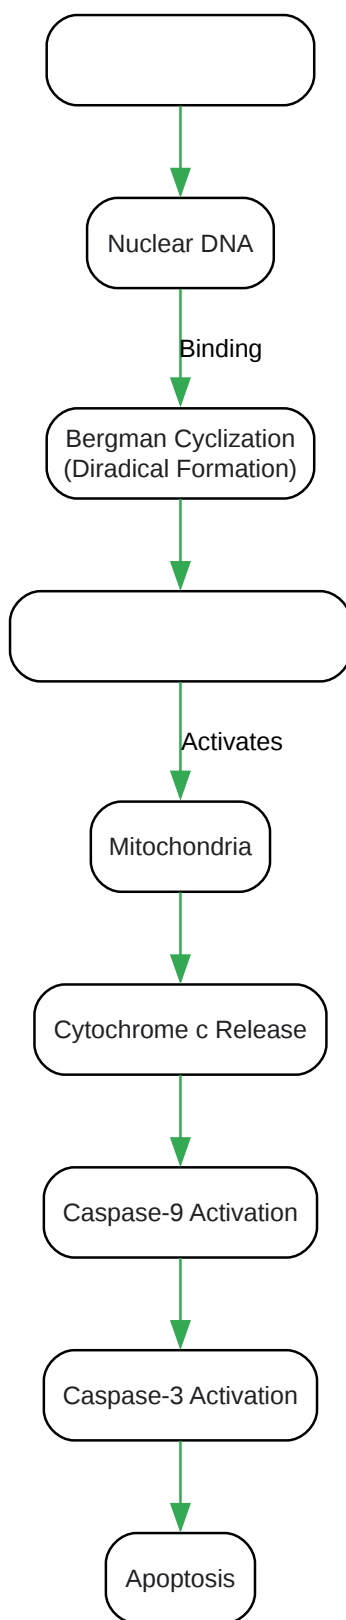 Nuclear DNA
Binding
Bergman Cyclization
(Diradical Formation)
Activates
Mitochondria
Cytochrome c Release
Caspase-9 Activation
Caspase-3 Activation
Apoptosis